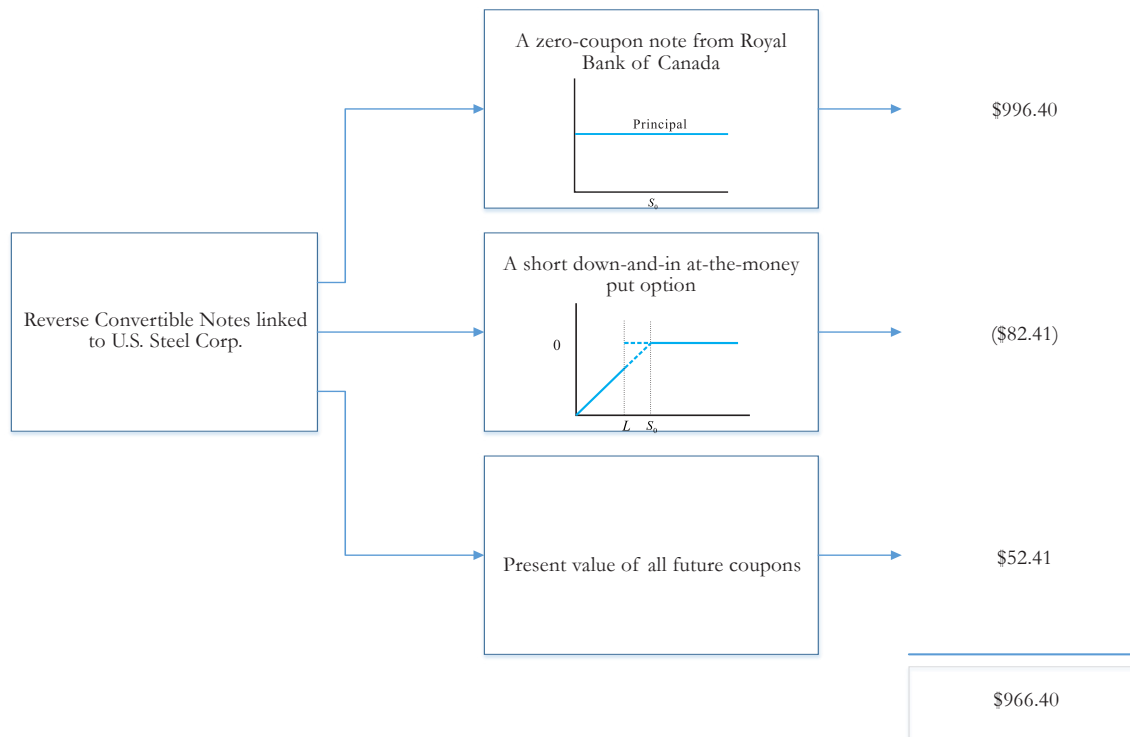 A zero-coupon note from Royal
Bank of Canada
Principal
S₀
$996.40
Reverse Convertible Notes linked
to U.S. Steel Corp.
A short down-and-in at-the-money
put option
0
L S₀
($82.41)
Present value of all future coupons
$52.41
$966.40